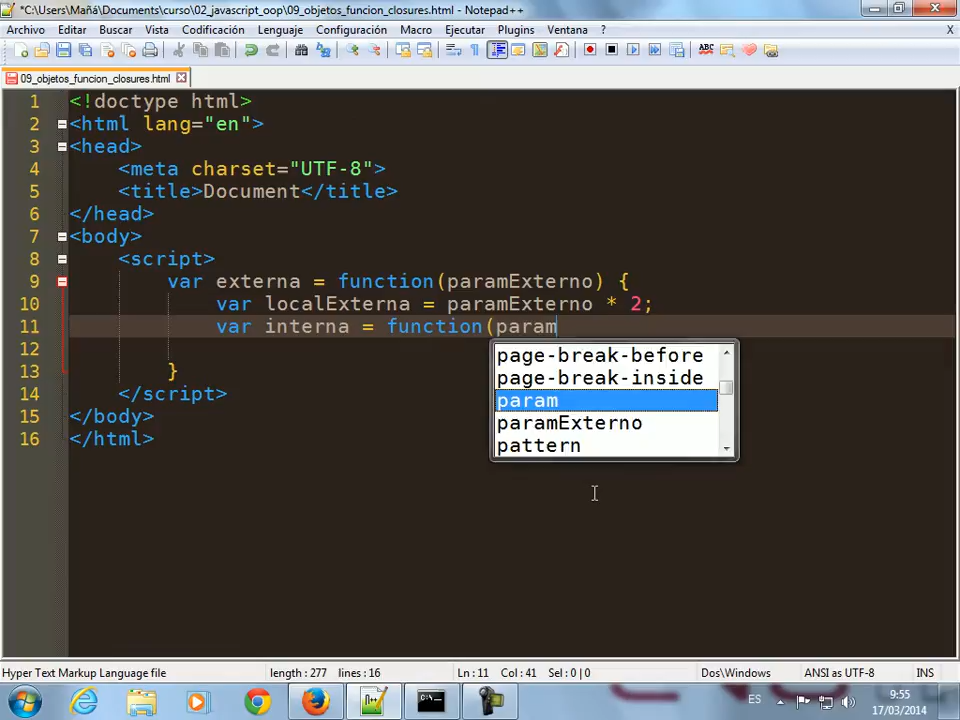 *C:\Users\Mañá\Documents\curso\02_javascript_oop\09_objetos_funcion_closures.html - Notepad++
Archivo Editar Buscar Vista Codificación Lenguaje Configuración Macro Ejecutar Plugins Ventana ? X
09_objetos_funcion_closures.html
1 <!doctype html>
2 <html lang="en">
3 <head>
4 <meta charset="UTF-8">
5 <title>Document</title>
6 </head>
7 <body>
8 <script>
9 var externa = function(paramExterno) {
10 var localExterna = paramExterno * 2;
11 var interna = function(param
12
13 }
14 </script>
15 </body>
16 </html>
page-break-before
page-break-inside
param
paramExterno
pattern
Hyper Text Markup Language file length : 277 lines : 16 Ln : 11 Col : 41 Sel : 0 | 0 Dos\Windows ANSI as UTF-8 INS
ES 9:55
17/03/2014